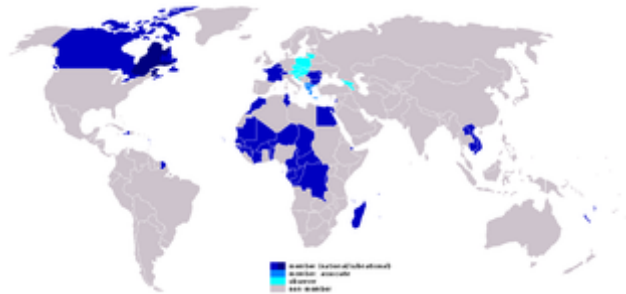 member (national/subnational)
member associate
observer
non member